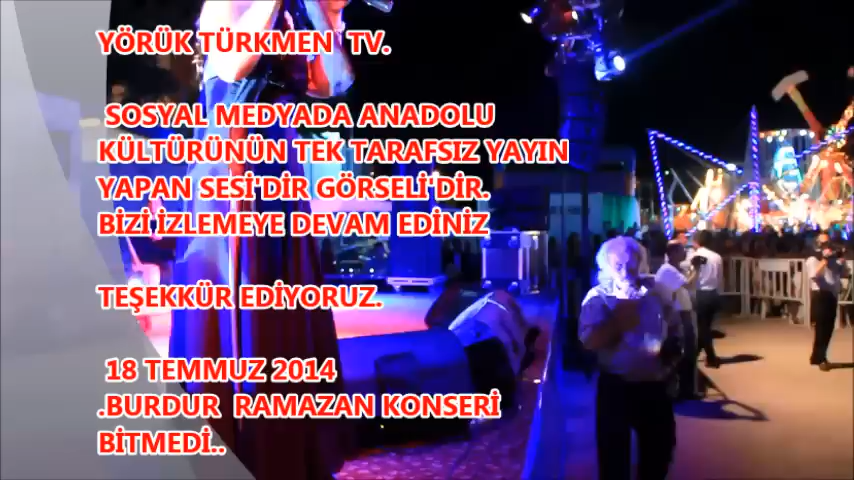 YÖRÜK TÜRKMEN TV.
SOSYAL MEDYADA ANADOLU
KÜLTÜRÜNÜN TEK TARAFSIZ YAYIN
YAPAN SESİ'DİR GÖRSELİ'DİR.
BİZİ İZLEMEYE DEVAM EDİNİZ
TEŞEKKÜR EDİYORUZ.
18 TEMMUZ 2014
.BURDUR RAMAZAN KONSERİ
BİTMEDİ..